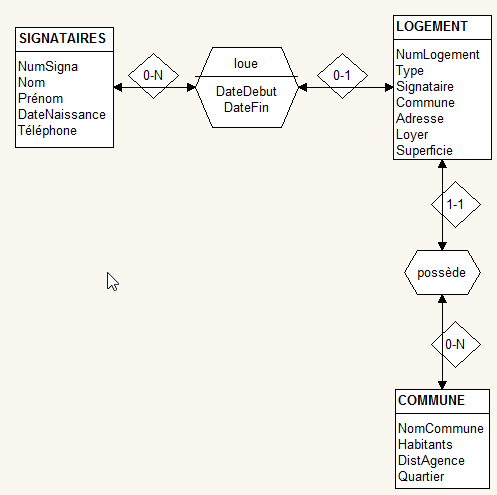 SIGNATAIRES
NumSigna
Nom
Prénom
DateNaissance
Téléphone
0-N
loue
DateDebut
DateFin
0-1
LOGEMENT
NumLogement
Type
Signataire
Commune
Adresse
Loyer
Superficie
1-1
possède
0-N
COMMUNE
NomCommune
Habitants
DistAgence
Quartier